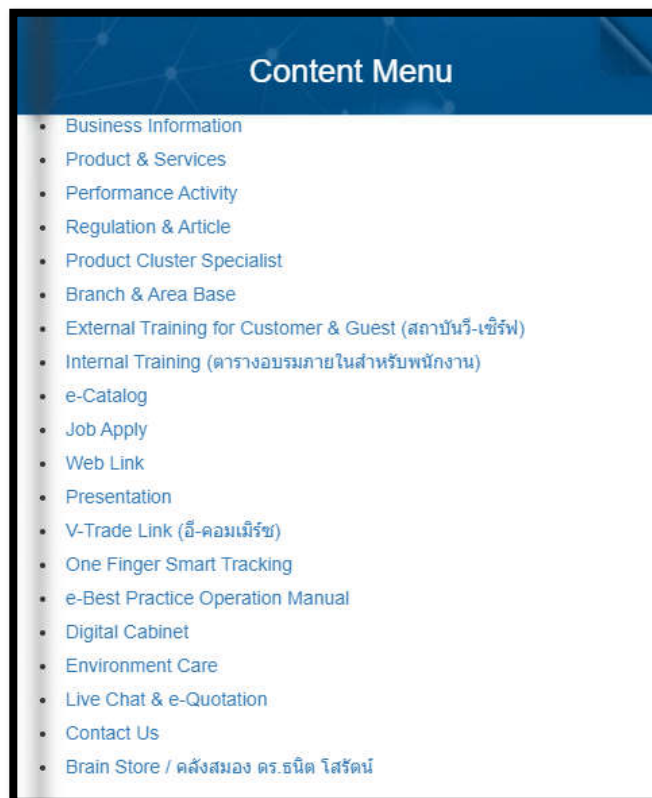 Content Menu
Business Information
Product & Services
Performance Activity
Regulation & Article
Product Cluster Specialist
Branch & Area Base
External Training for Customer & Guest (สถาบันวี-เซิร์ฟ)
Internal Training (ตารางอบรมภายในสำหรับพนักงาน)
e-Catalog
Job Apply
Web Link
Presentation
V-Trade Link (อี-คอมเมิร์ซ)
One Finger Smart Tracking
e-Best Practice Operation Manual
Digital Cabinet
Environment Care
Live Chat & e-Quotation
Contact Us
Brain Store / คลังสมอง ดร.ธนิต โสรัตน์